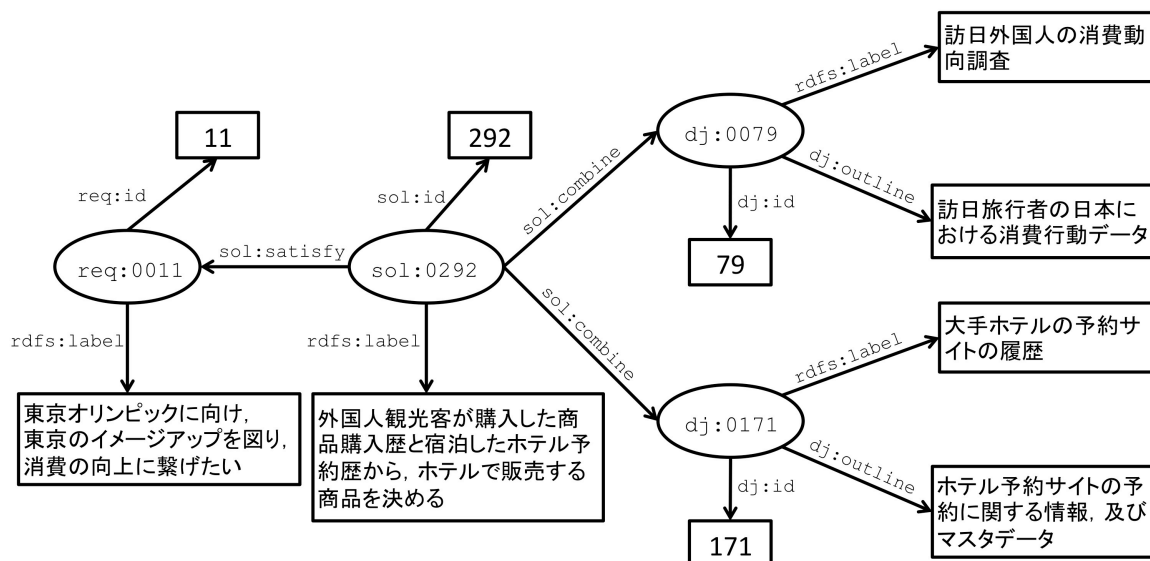 訪日外国人の消費動
向調査
rdfs:label
11
292
dj:0079
sol:combine
dj:outline
req:id
sol:id
dj:id
訪日旅行者の日本に
おける消費行動データ
sol:satisfy
req:0011
sol:0292
79
sol:combine
rdfs:label
rdfs:label
rdfs:label
大手ホテルの予約サ
イトの履歴
東京オリンピックに向け，
東京のイメージアップを図り，
消費の向上に繋げたい
外国人観光客が購入した商
品購入歴と宿泊したホテル予
約歴から，ホテルで販売する
商品を決める
dj:0171
dj:outline
dj:id
ホテル予約サイトの予
約に関する情報，及び
マスタデータ
171